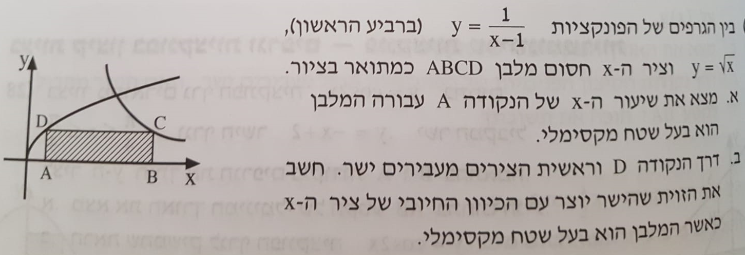 בין הגרפים של הפונקציות y = 1/(x−1) (ברביע הראשון),
y = √x וציר ה-x חסום מלבן ABCD כמתואר בציור.
א. מצא את שיעור ה-x של הנקודה A עבורה המלבן
הוא בעל שטח מקסימלי.
ב. דרך הנקודה D וראשית הצירים מעבירים ישר. חשב
את הזוית שהישר יוצר עם הכיוון החיובי של ציר ה-x
כאשר המלבן הוא בעל שטח מקסימלי.
y
D C
A B x